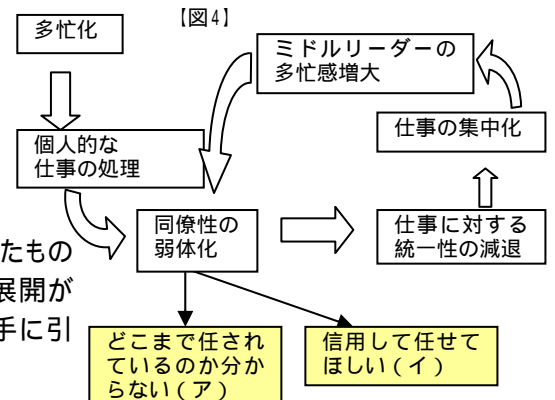 【図4】
多忙化
ミドルリーダーの
多忙感増大
仕事の集中化
個人的な
仕事の処理
同僚性の
弱体化
仕事に対する
統一性の減退
たもの
展開が
手に引
どこまで任され
ているのか分か
らない（ア）
信用して任せて
ほしい（イ）